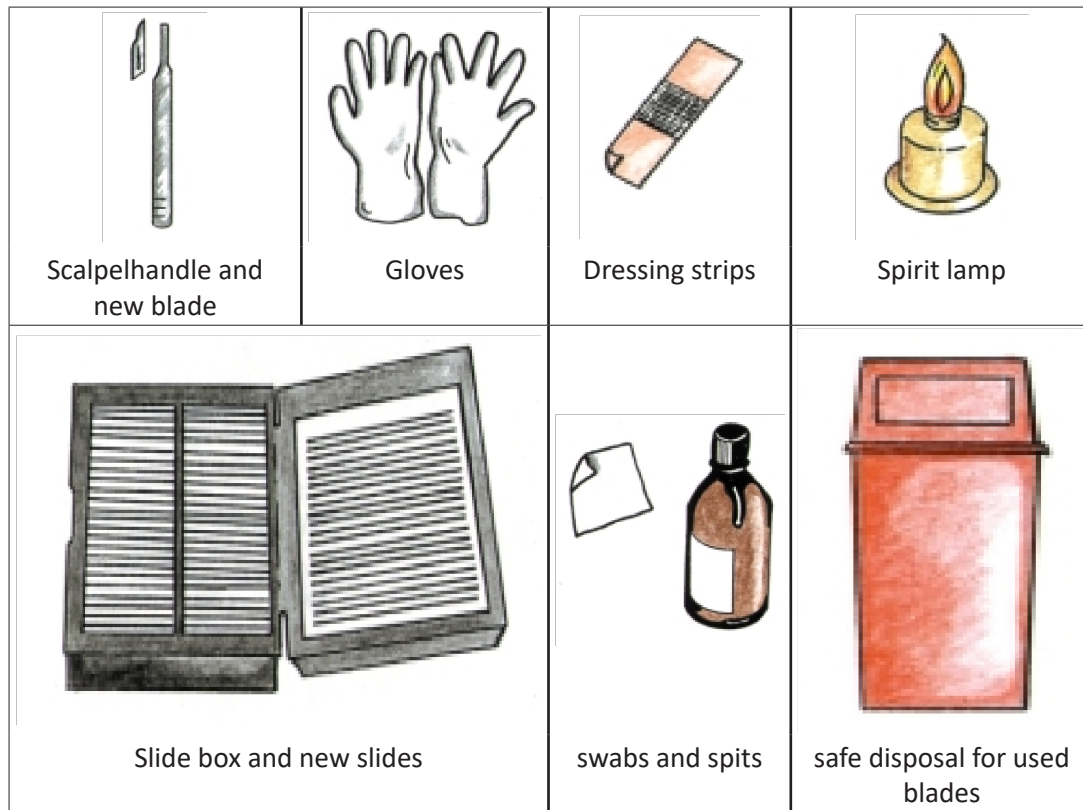 Scalpelhandle and
new blade
Gloves
Dressing strips
Spirit lamp
Slide box and new slides
swabs and spits
safe disposal for used
blades